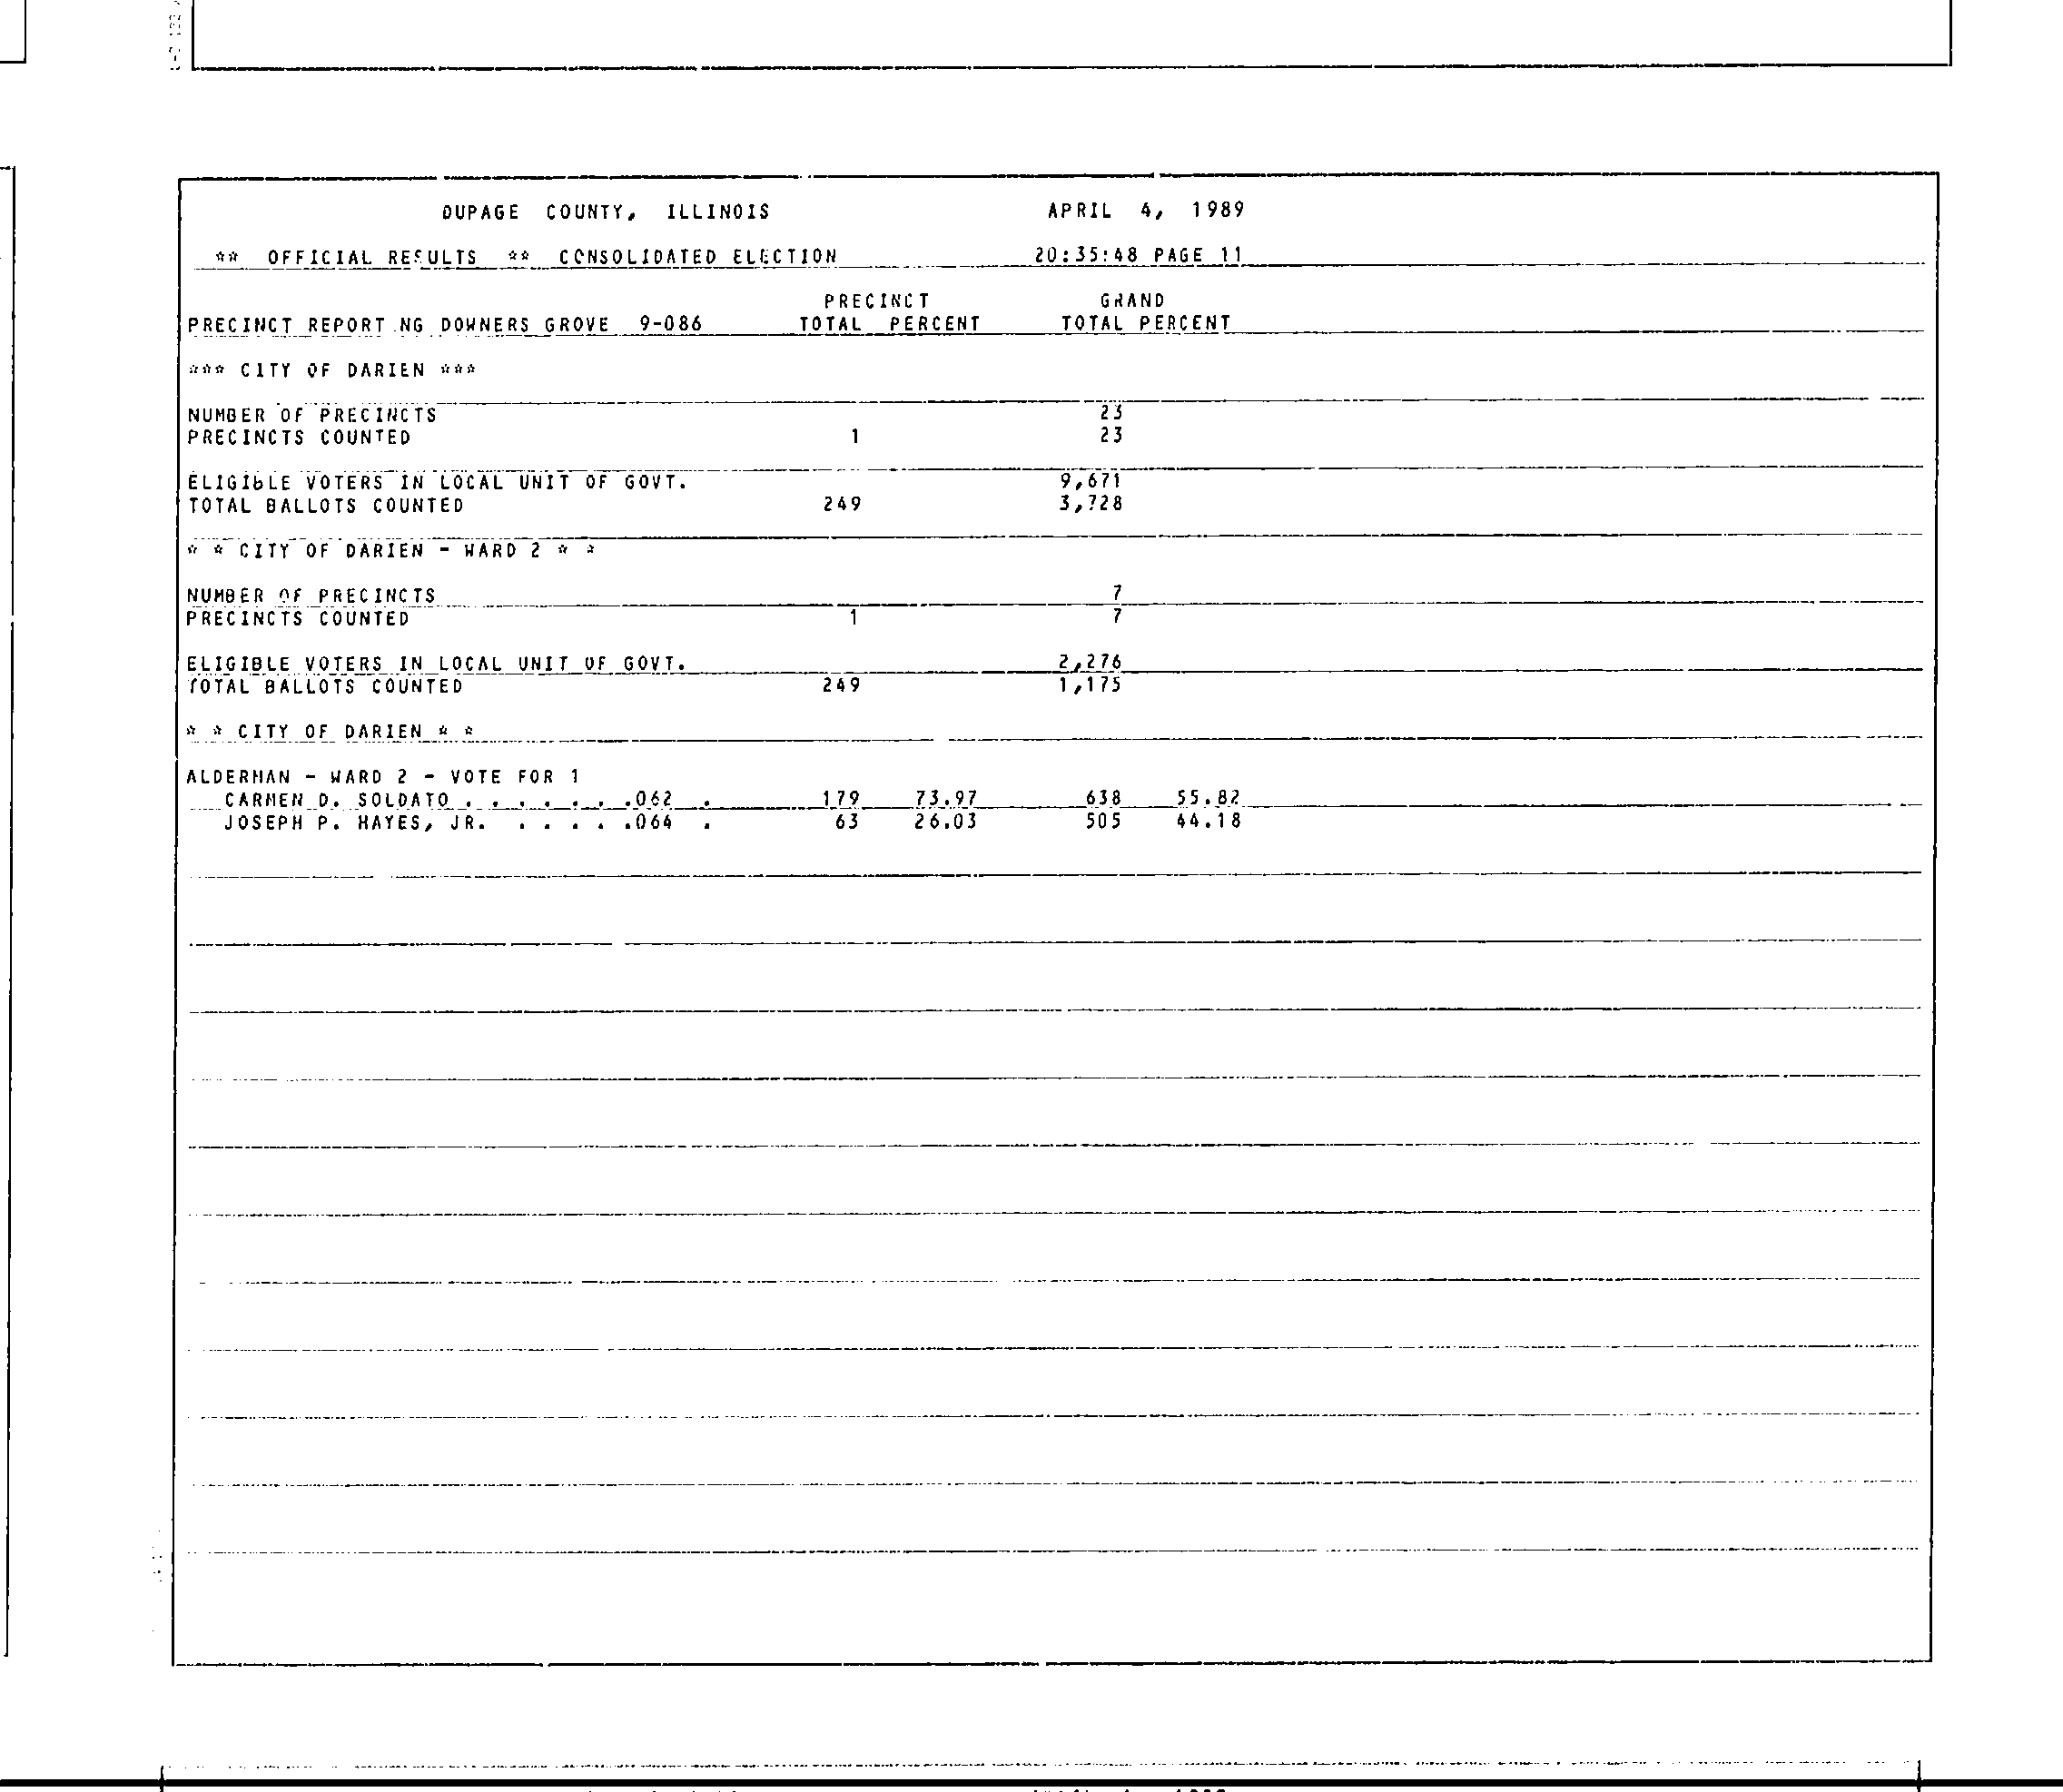 DUPAGE COUNTY, ILLINOIS APRIL 4, 1989
** OFFICIAL RESULTS ** CONSOLIDATED ELECTION 20:35:48 PAGE 11
PRECINCT GRAND
PRECINCT REPORT NG DOWNERS GROVE 9-086 TOTAL PERCENT TOTAL PERCENT
*** CITY OF DARIEN ***
NUMBER OF PRECINCTS 23
PRECINCTS COUNTED 1 23
ELIGIBLE VOTERS IN LOCAL UNIT OF GOVT. 9,671
TOTAL BALLOTS COUNTED 249 3,728
* * CITY OF DARIEN - WARD 2 * *
NUMBER OF PRECINCTS 7
PRECINCTS COUNTED 1 7
ELIGIBLE VOTERS IN LOCAL UNIT OF GOVT. 2,276
TOTAL BALLOTS COUNTED 249 1,175
* * CITY OF DARIEN * *
ALDERMAN - WARD 2 - VOTE FOR 1
CARMEN D. SOLDATO . . . . . . .062 . 179 73.97 638 55.82
JOSEPH P. HAYES, JR. . . . . .064 . 63 26.03 505 44.18